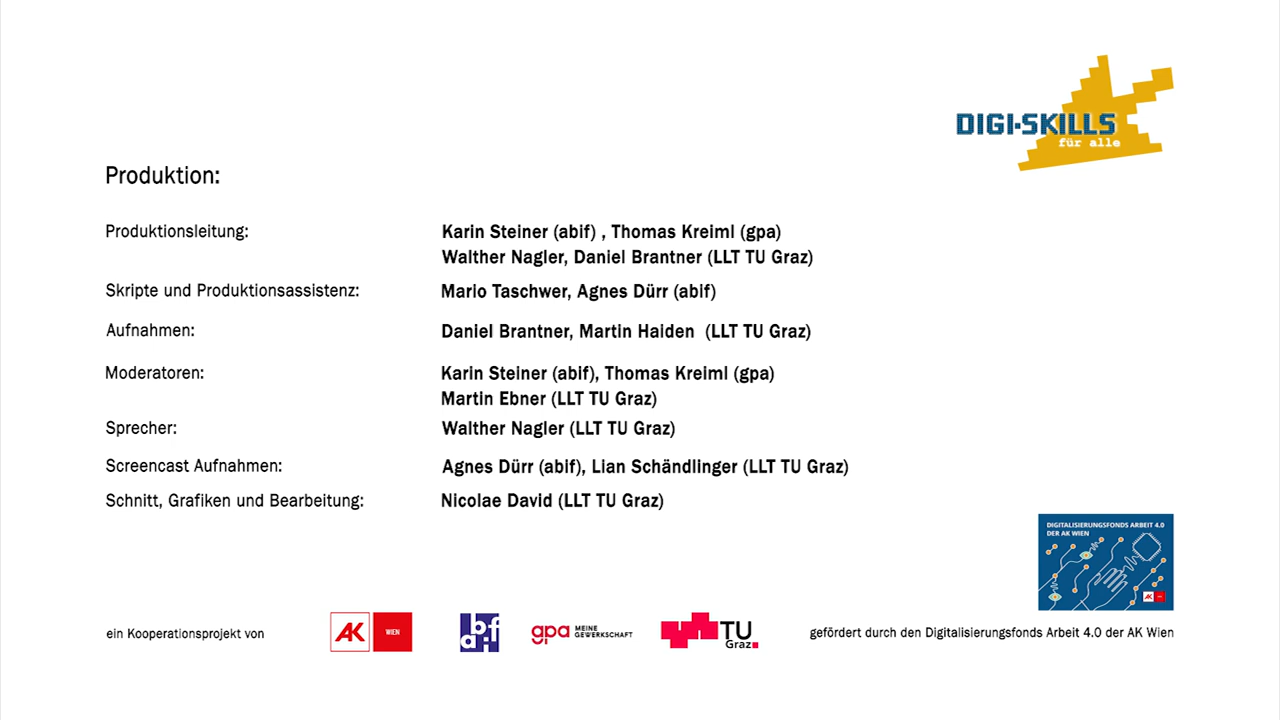 DIGI-SKILLS
für alle
Produktion:
Produktionsleitung: Karin Steiner (abif) , Thomas Kreiml (gpa)
Walther Nagler, Daniel Brantner (LLT TU Graz)
Skripte und Produktionsassistenz: Mario Taschwer, Agnes Dürr (abif)
Aufnahmen: Daniel Brantner, Martin Haiden (LLT TU Graz)
Moderatoren: Karin Steiner (abif), Thomas Kreiml (gpa)
Martin Ebner (LLT TU Graz)
Sprecher: Walther Nagler (LLT TU Graz)
Screencast Aufnahmen: Agnes Dürr (abif), Lian Schändlinger (LLT TU Graz)
Schnitt, Grafiken und Bearbeitung: Nicolae David (LLT TU Graz)
DIGITALISIERUNGSFONDS ARBEIT 4.0
DER AK WIEN
AK
ein Kooperationsprojekt von
AK WIEN
abif
gpa MEINE
GEWERKSCHAFT
TU
Graz
gefördert durch den Digitalisierungsfonds Arbeit 4.0 der AK Wien